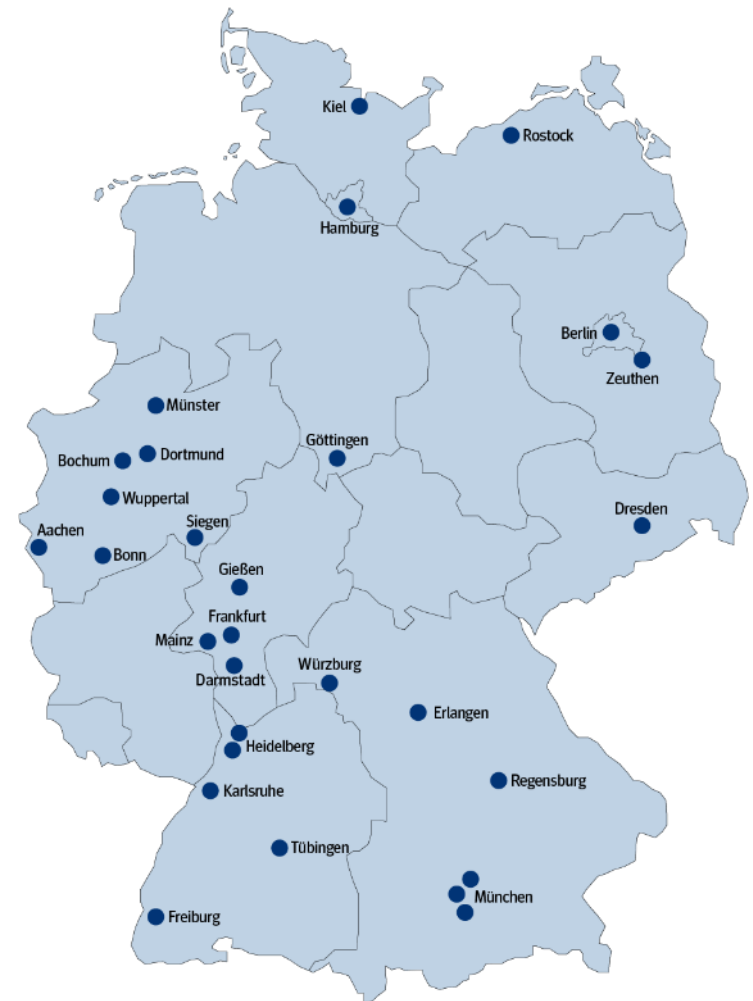 Kiel
Rostock
Hamburg
Berlin
Zeuthen
Münster
Göttingen
Dortmund
Bochum
Wuppertal
Dresden
Siegen
Aachen
Bonn
Gießen
Frankfurt
Mainz
Würzburg
Darmstadt
Erlangen
Heidelberg
Regensburg
Karlsruhe
Tübingen
München
Freiburg